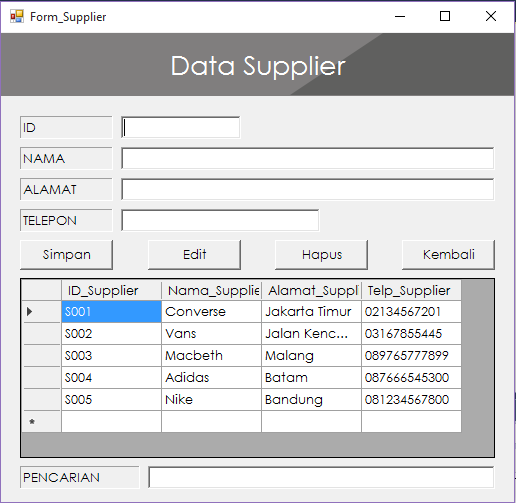 Form_Supplier
Data Supplier
ID
NAMA
ALAMAT
TELEPON
Simpan Edit Hapus Kembali
ID_Supplier Nama_Supplie Alamat_Suppl Telp_Supplier
S001 Converse Jakarta Timur 02134567201
S002 Vans Jalan Kenc... 03167855445
S003 Macbeth Malang 089765777899
S004 Adidas Batam 087666545300
S005 Nike Bandung 081234567800
*
PENCARIAN